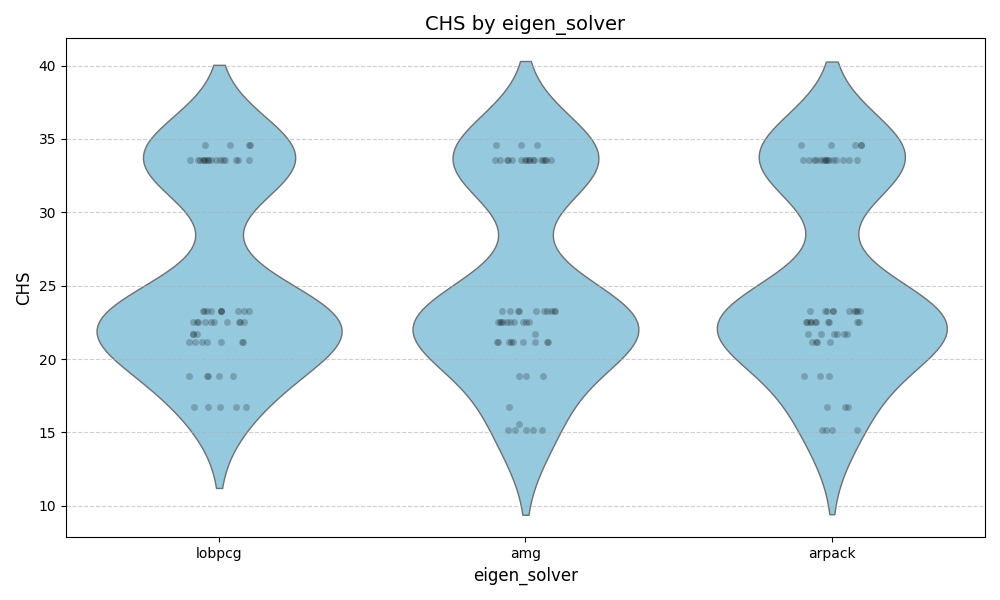 CHS by eigen_solver
40
35
30
25
20
15
10
CHS
lobpcg
amg
arpack
eigen_solver